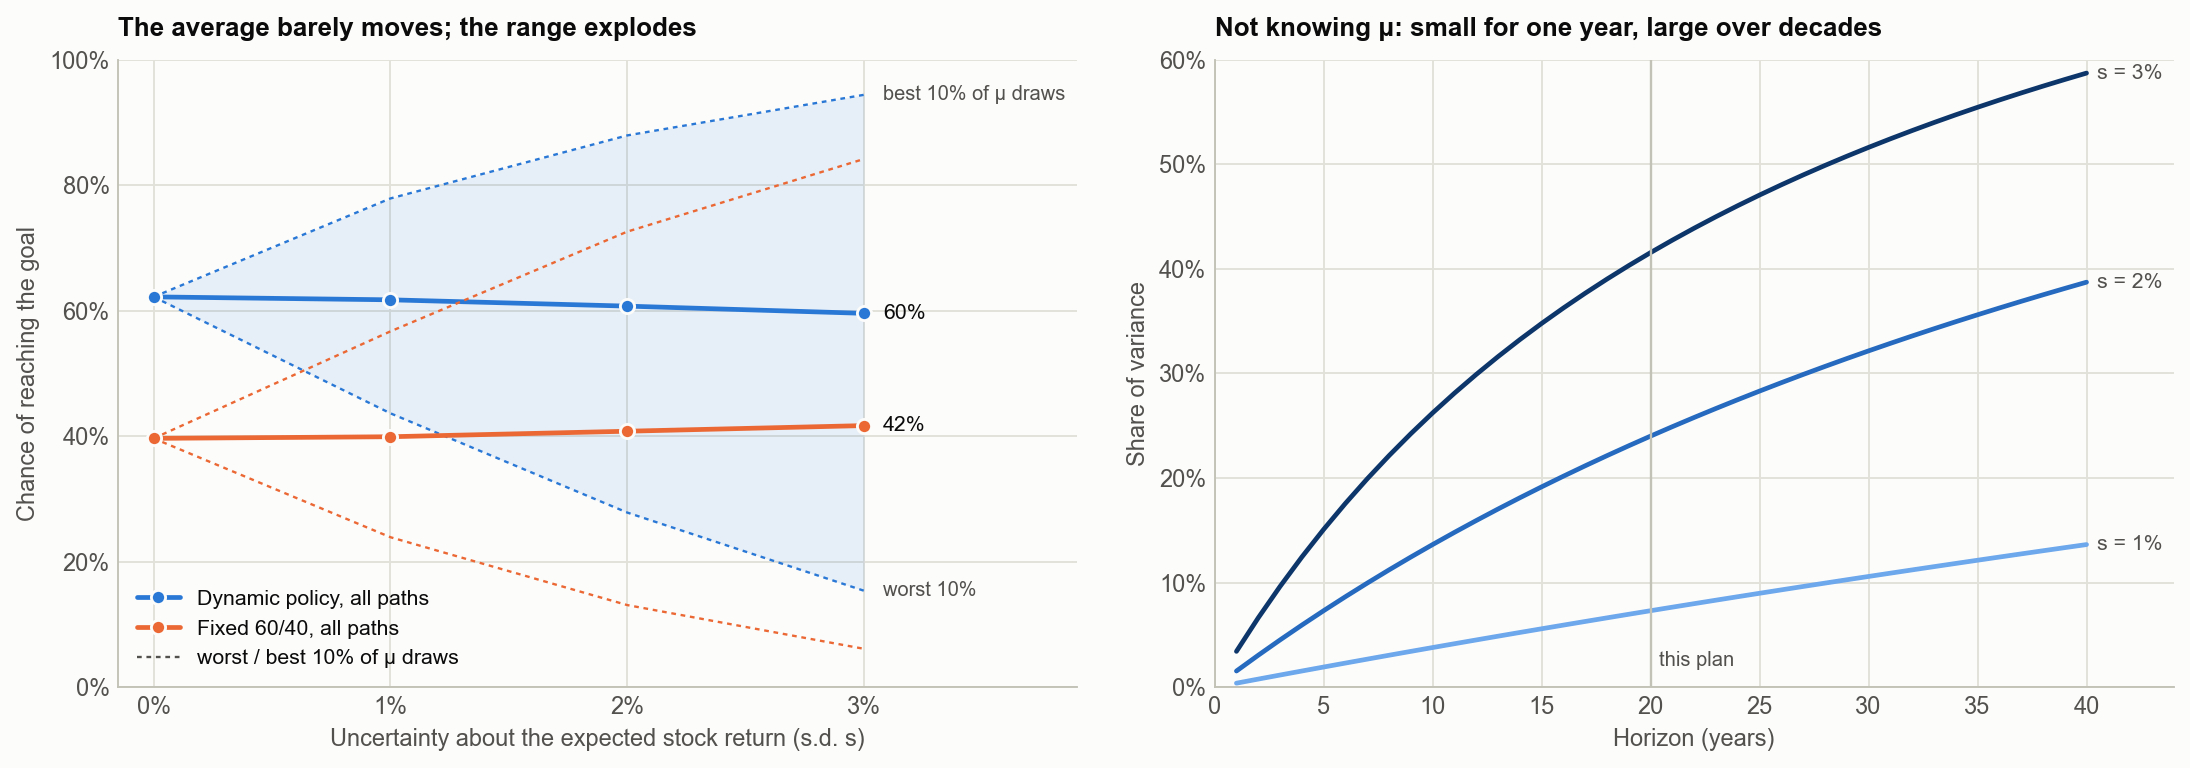 The average barely moves; the range explodes
100%
80%
60%
40%
20%
0%
Chance of reaching the goal
best 10% of µ draws
60%
42%
worst 10%
Dynamic policy, all paths
Fixed 60/40, all paths
worst / best 10% of µ draws
0% 1% 2% 3%
Uncertainty about the expected stock return (s.d. s)
Not knowing µ: small for one year, large over decades
60%
50%
40%
30%
20%
10%
0%
Share of variance
s = 3%
s = 2%
s = 1%
this plan
0 5 10 15 20 25 30 35 40
Horizon (years)